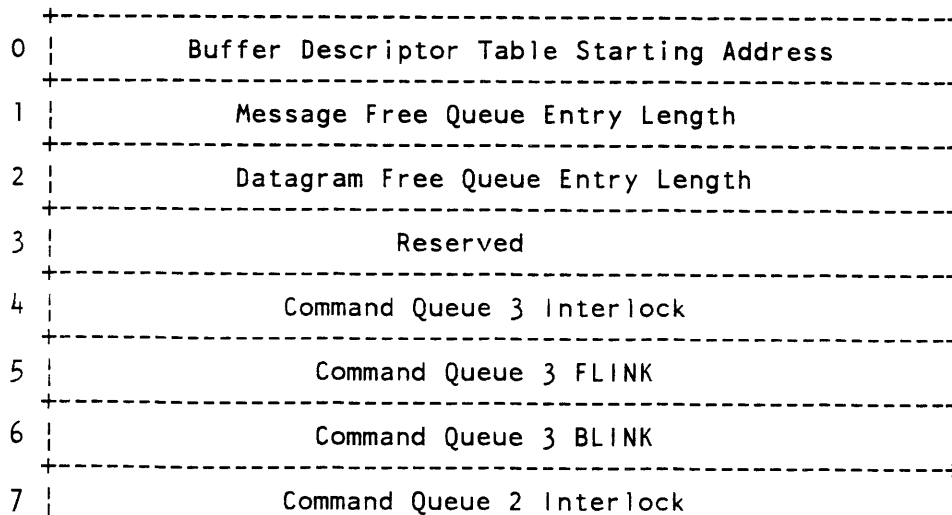 0 Buffer Descriptor Table Starting Address
1 Message Free Queue Entry Length
2 Datagram Free Queue Entry Length
3 Reserved
4 Command Queue 3 Interlock
5 Command Queue 3 FLINK
6 Command Queue 3 BLINK
7 Command Queue 2 Interlock